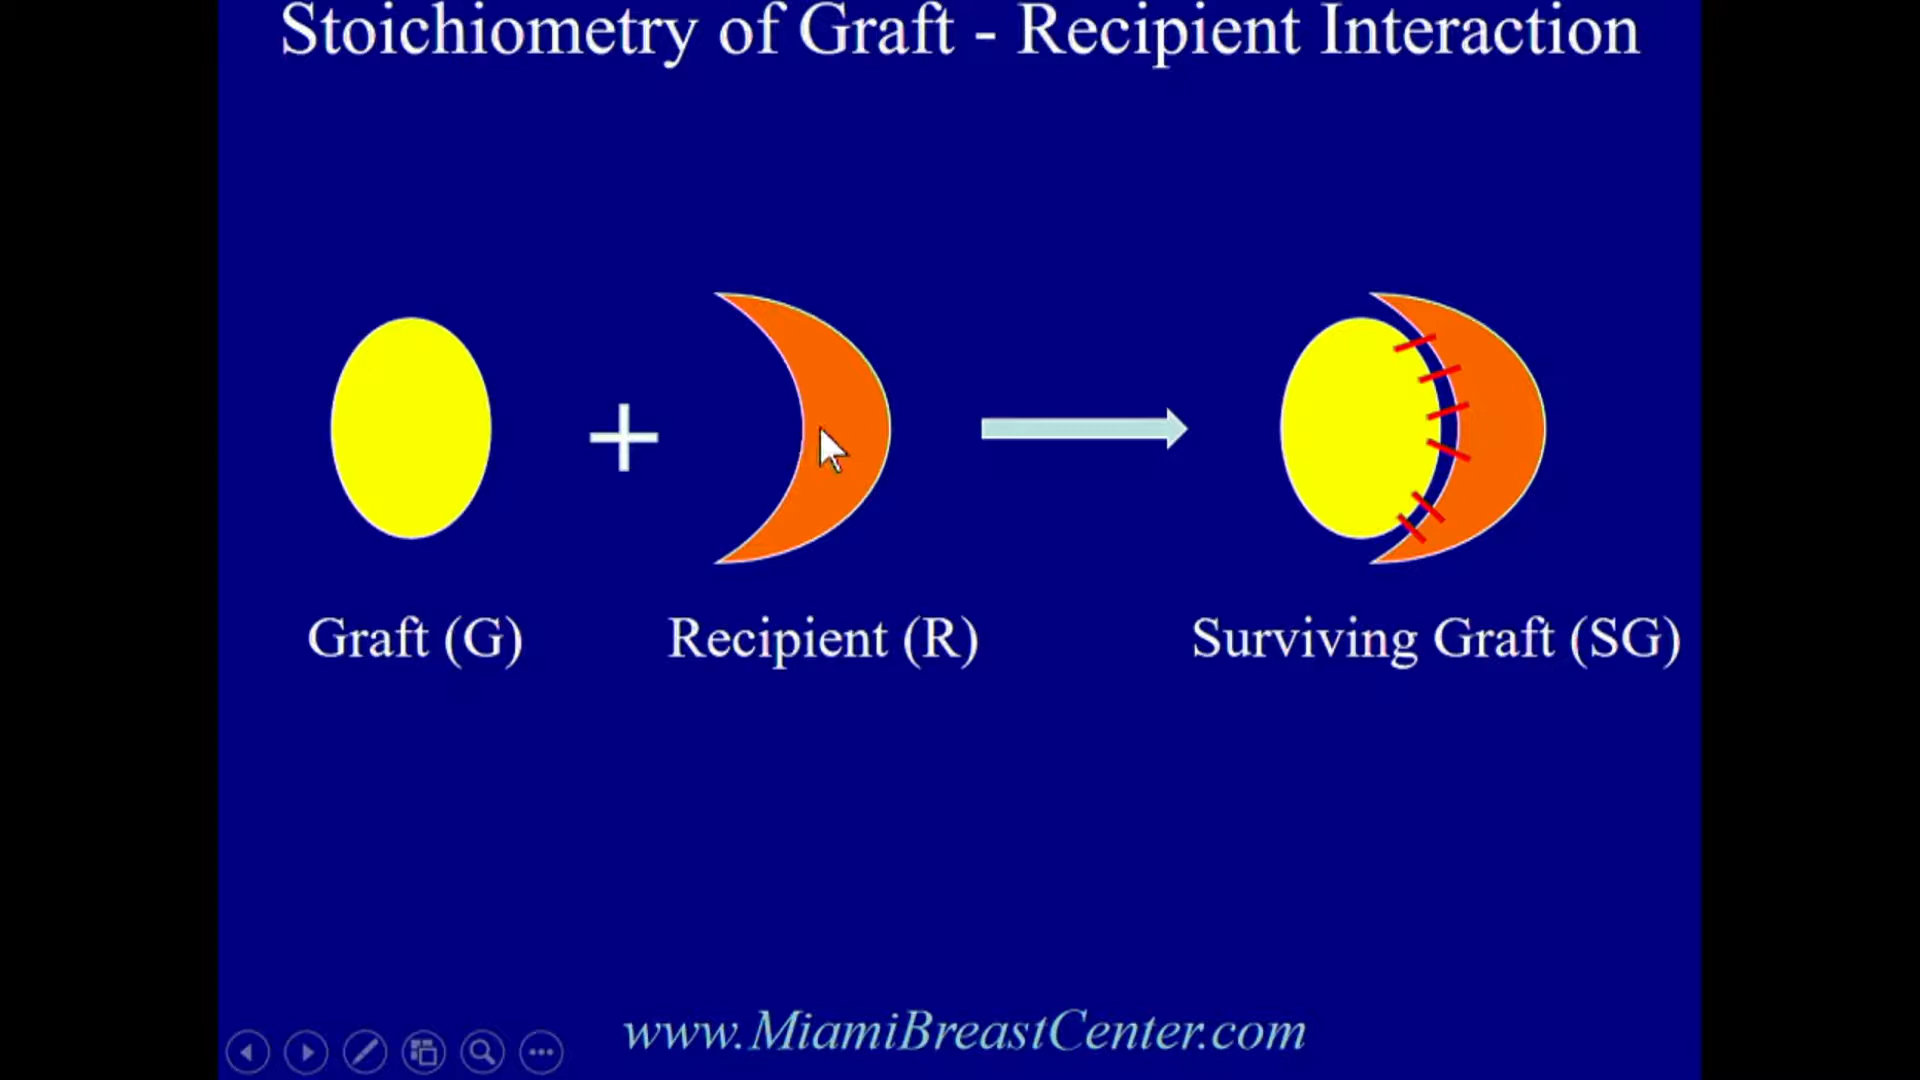 Stoichiometry of Graft - Recipient Interaction
+
Graft (G)
Recipient (R)
Surviving Graft (SG)
www.MiamiBreastCenter.com